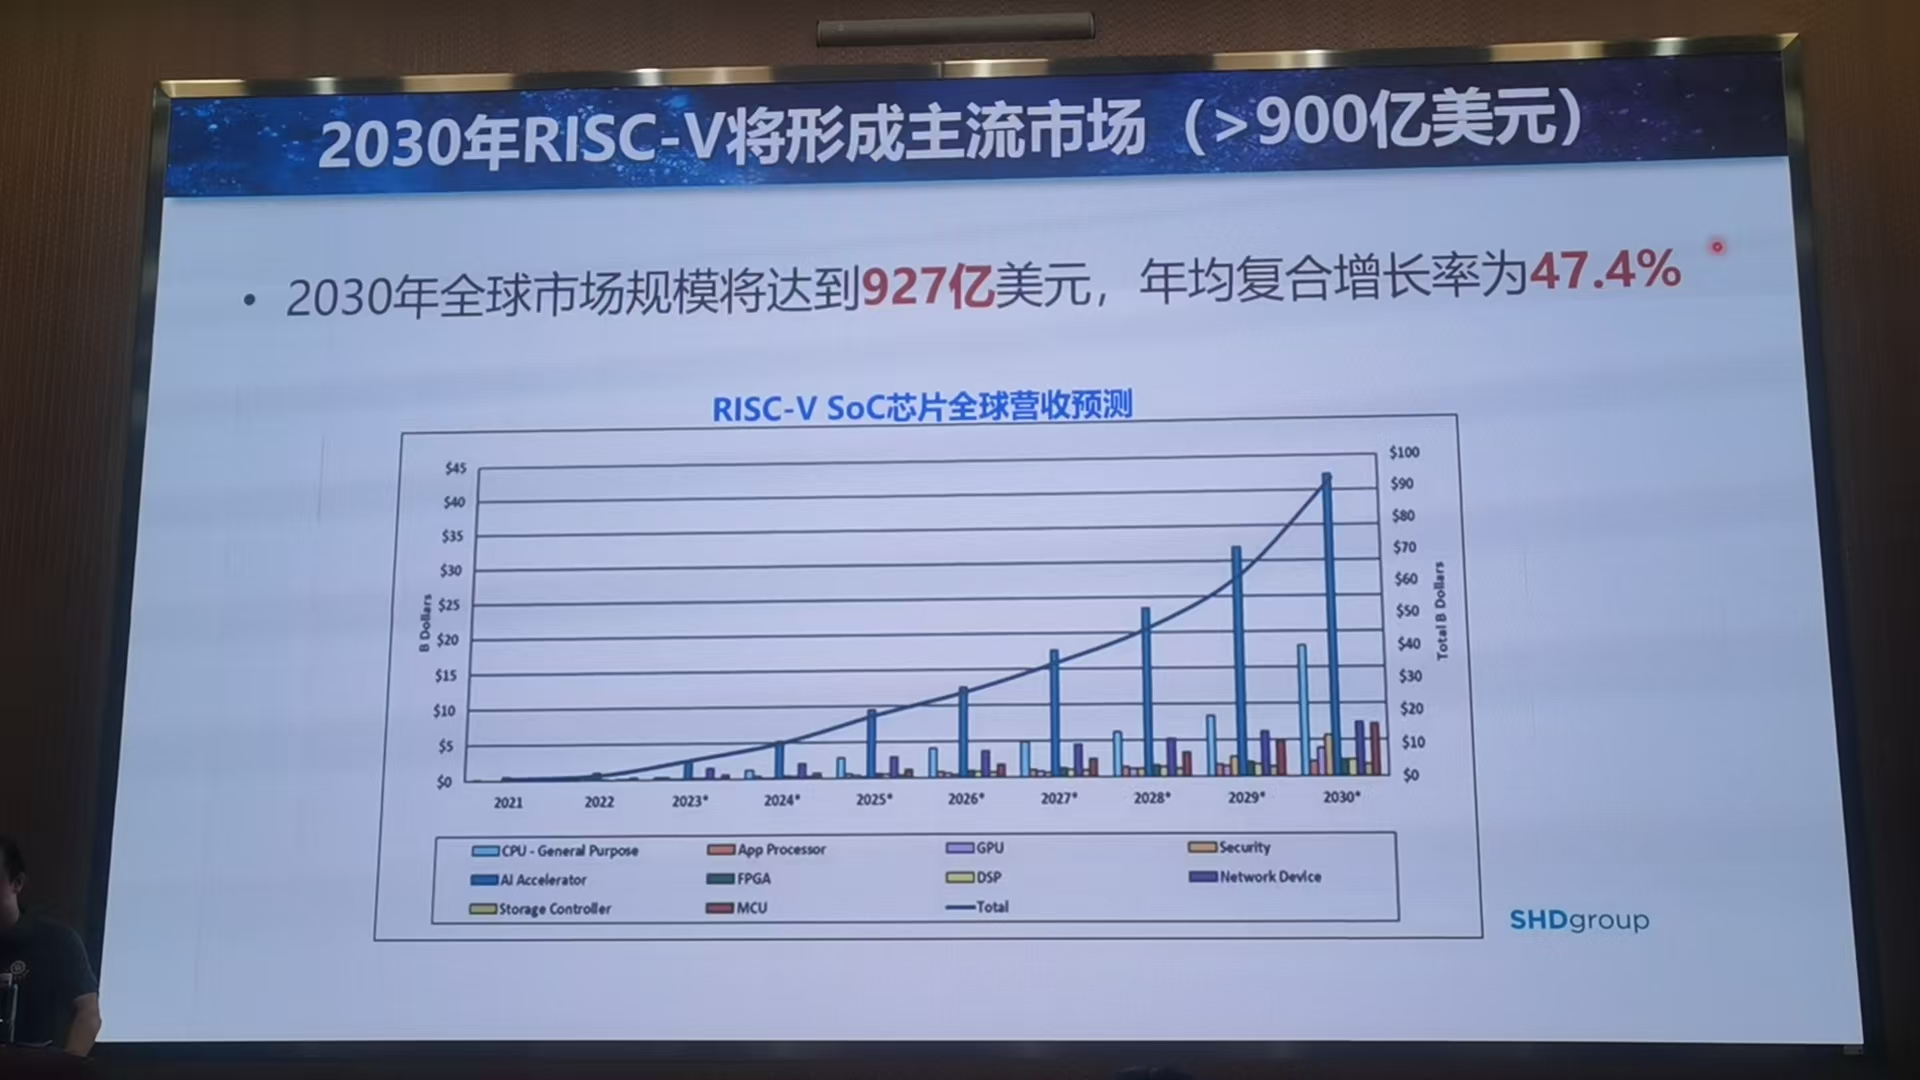 2030年RISC-V将形成主流市场（>900亿美元）
• 2030年全球市场规模将达到927亿美元，年均复合增长率为47.4%
RISC-V SoC芯片全球营收预测
$45
$40
$35
$30
$25
$20
$15
$10
$5
$0
B Dollars
$100
$90
$80
$70
$60
$50
$40
$30
$20
$10
$0
Total B Dollars
2021 2022 2023* 2024* 2025* 2026* 2027* 2028* 2029* 2030*
CPU - General Purpose App Processor GPU Security
AI Accelerator FPGA DSP Network Device
Storage Controller MCU Total
SHDgroup